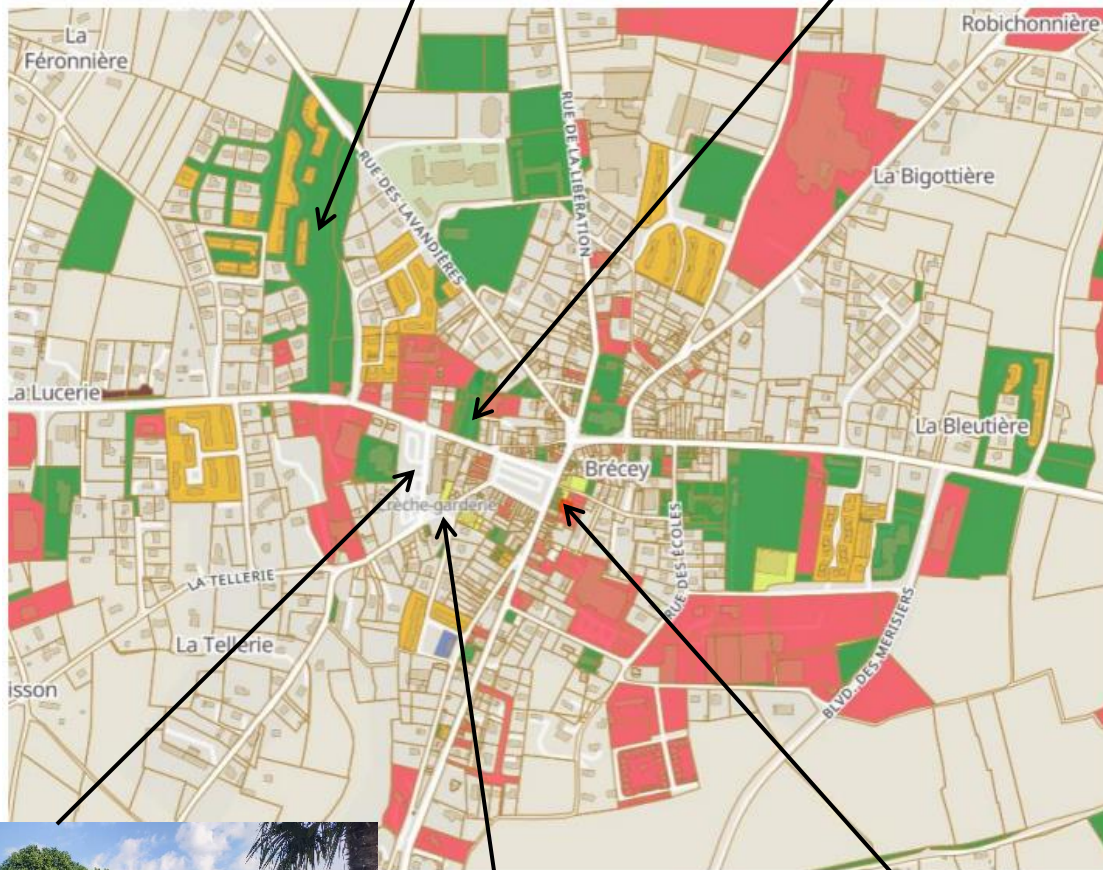 La
Féronnière
Robichonnière
RUE DE LA LIBÉRATION
RUE DES LAVANDIÈRES
La Bigottière
La Lucerie
La Bleutière
Brécey
Crèche-garderie
RUE DES ÉCOLES
LA TELLERIE
La Tellerie
BLVD. DES MERISIERS
isson